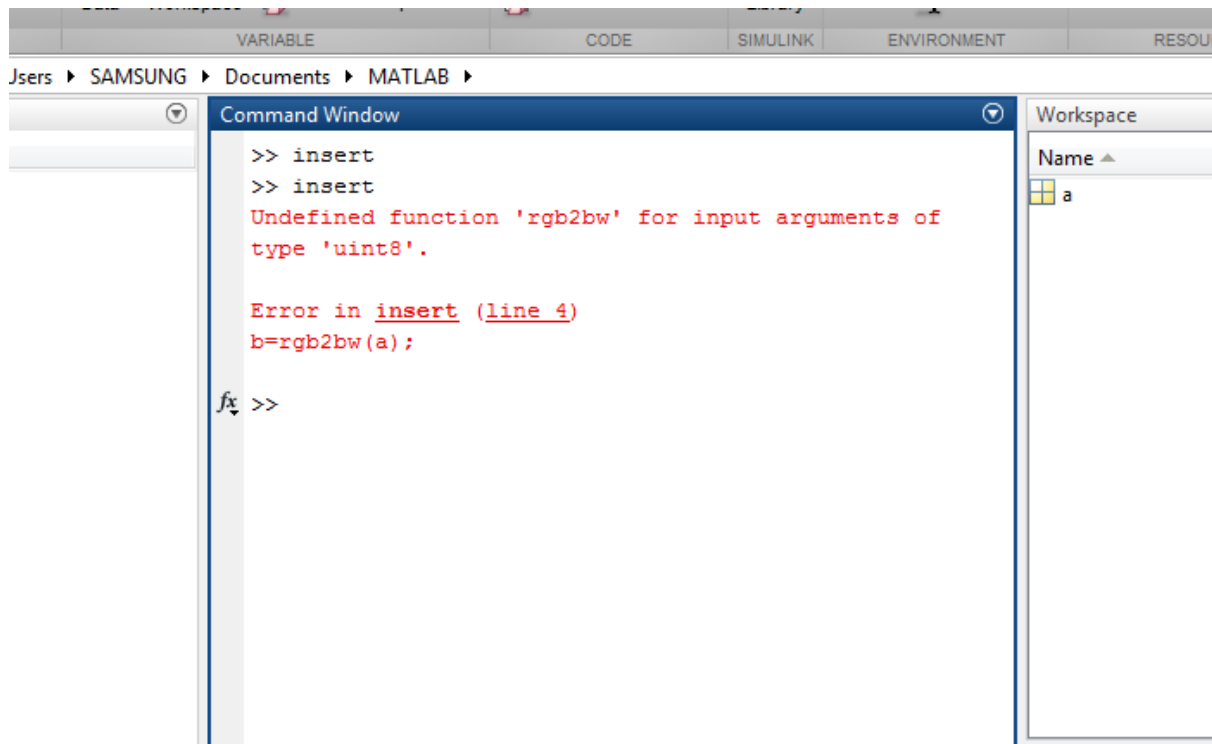 VARIABLE CODE SIMULINK ENVIRONMENT
SAMSUNG Documents MATLAB
Command Window
Workspace
>> insert
>> insert
Undefined function 'rgb2bw' for input arguments of
type 'uint8'.
Error in insert (line 4)
b=rgb2bw(a);
fx >>
Name
a